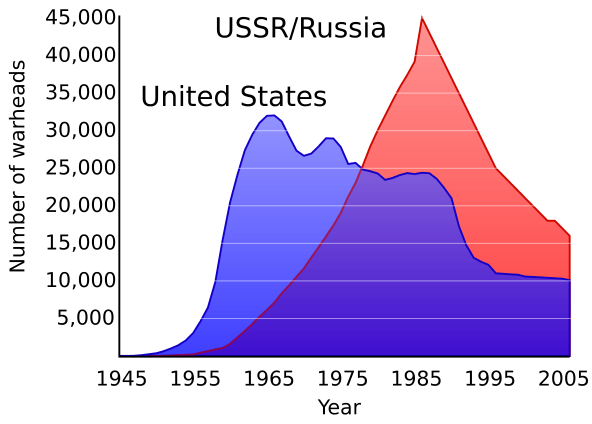 45,000
USSR/Russia
40,000
United States
35,000
30,000
25,000
20,000
15,000
10,000
5,000
Number of warheads
1945 1955 1965 1975 1985 1995 2005
Year